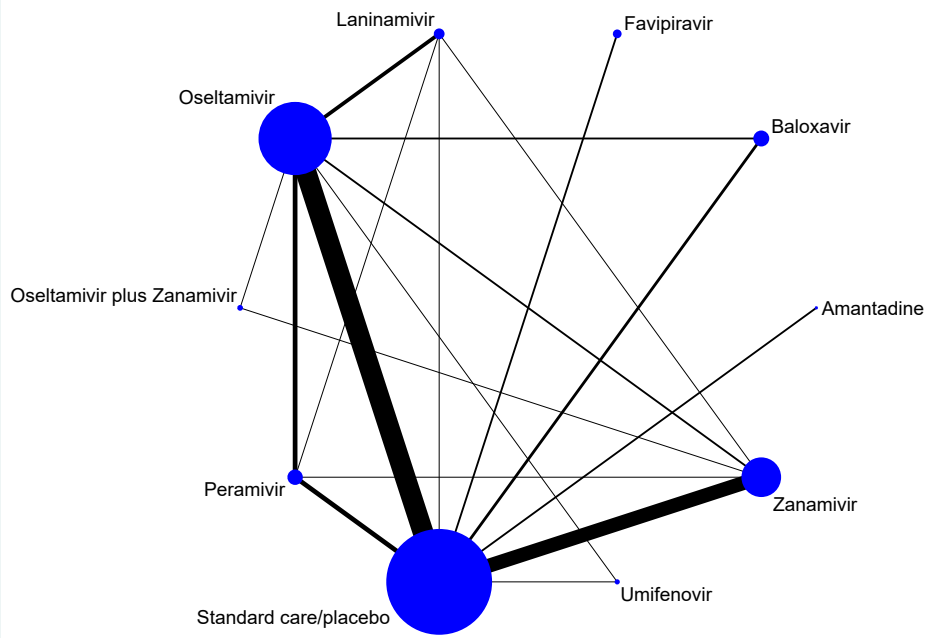 Laninamivir
Favipiravir
Oseltamivir
Baloxavir
Oseltamivir plus Zanamivir
Amantadine
Peramivir
Zanamivir
Umifenovir
Standard care/placebo